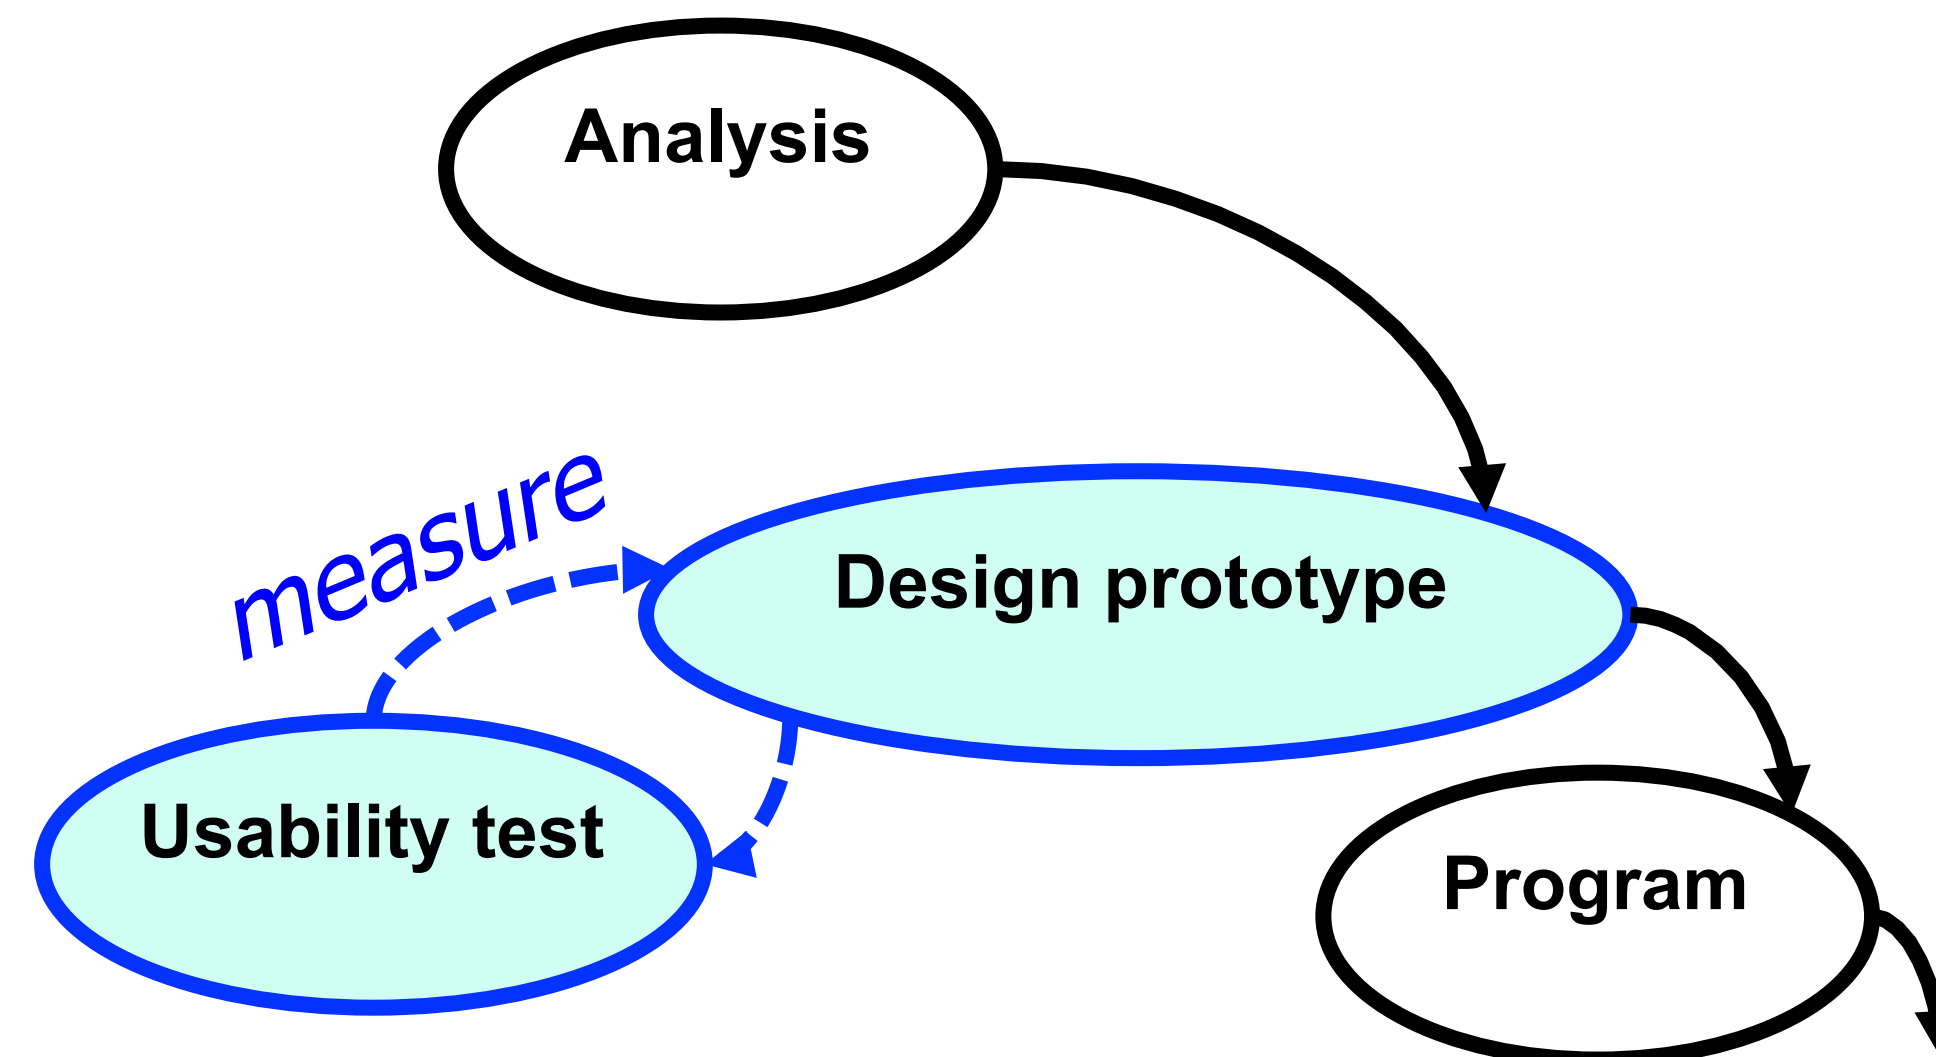 Analysis
measure
Design prototype
Usability test
Program